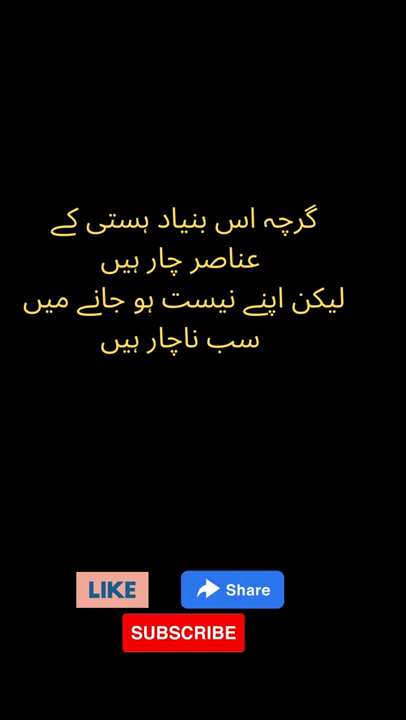 گرچہ اس بنیاد ہستی کے
عناصر چار ہیں
لیکن اپنے نیست ہو جانے میں
سب ناچار ہیں
LIKE
Share
SUBSCRIBE